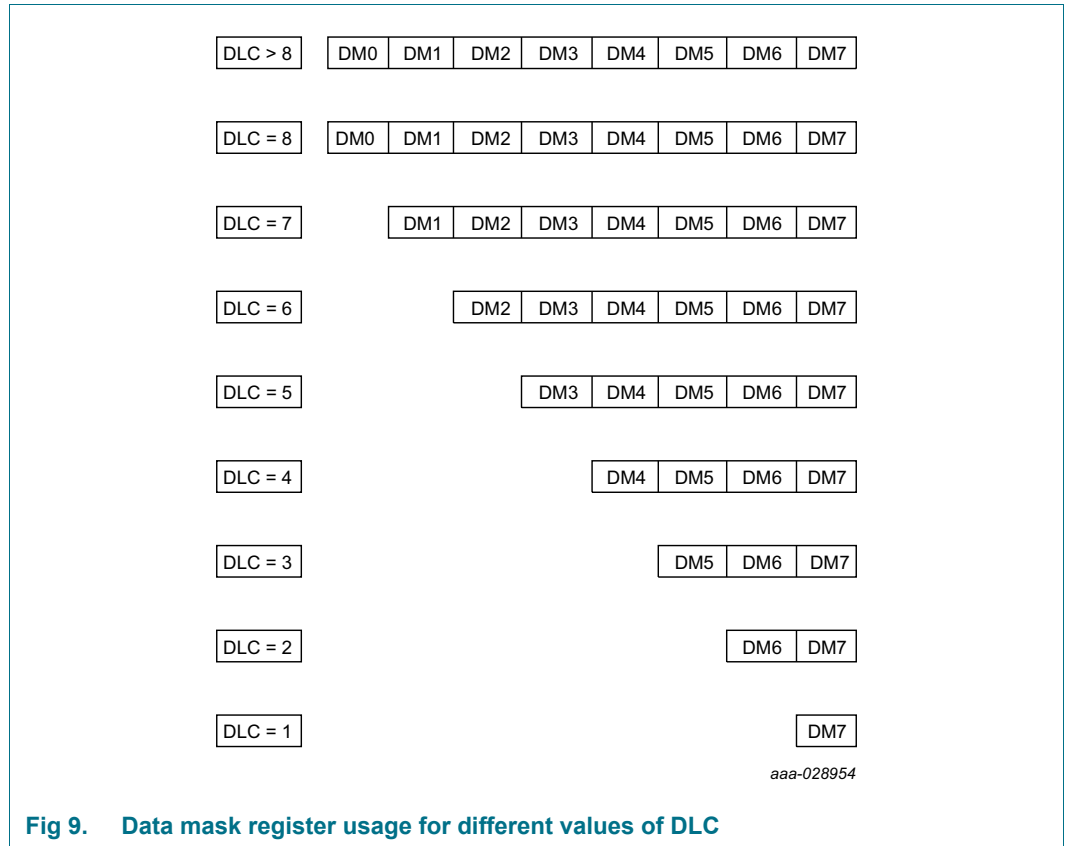 DLC > 8 DM0 DM1 DM2 DM3 DM4 DM5 DM6 DM7
DLC = 8 DM0 DM1 DM2 DM3 DM4 DM5 DM6 DM7
DLC = 7 DM1 DM2 DM3 DM4 DM5 DM6 DM7
DLC = 6 DM2 DM3 DM4 DM5 DM6 DM7
DLC = 5 DM3 DM4 DM5 DM6 DM7
DLC = 4 DM4 DM5 DM6 DM7
DLC = 3 DM5 DM6 DM7
DLC = 2 DM6 DM7
DLC = 1 DM7
aaa-028954
Fig 9. Data mask register usage for different values of DLC